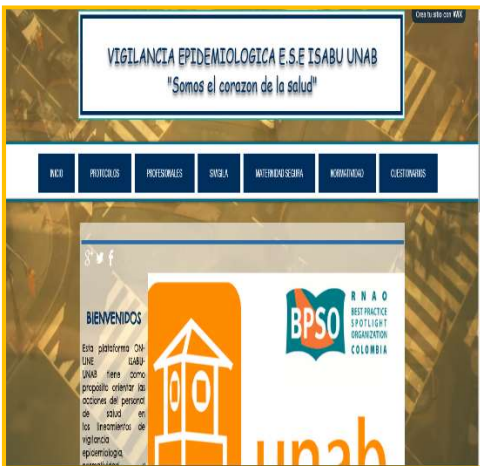 Crea tu sitio con WiX
VIGILANCIA EPIDEMIOLOGICA E.S.E ISABU UNAB
"Somos el corazon de la salud"
INICIO
PROTOCOLOS
PROFESIONALES
SIVIGILA
MATERNIDAD SEGURA
NORMATIVIDAD
CUESTIONARIOS
BIENVENIDOS
Esta plataforma ON-
LINE ISABU-
UNAB tiene como
proposito orientar las
acciones del personal
de salud en
los lineamientos de
vigilancia
epidemiologia,
BPSO
RNAO
BEST PRACTICE
SPOTLIGHT
ORGANIZATION
COLOMBIA
unab